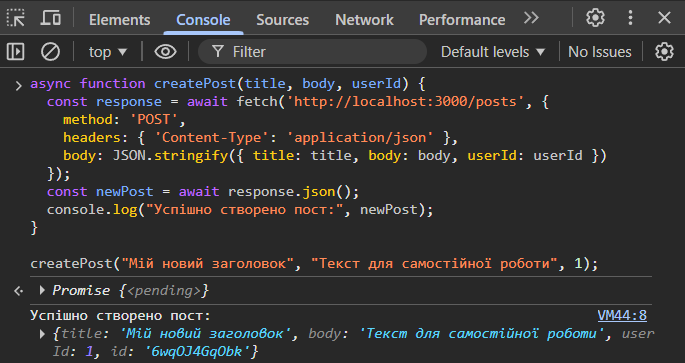 Elements Console Sources Network Performance
top Filter Default levels No Issues
async function createPost(title, body, userId) {
  const response = await fetch('http://localhost:3000/posts', {
    method: 'POST',
    headers: { 'Content-Type': 'application/json' },
    body: JSON.stringify({ title: title, body: body, userId: userId })
  });
  const newPost = await response.json();
  console.log("Успішно створено пост:", newPost);
}
createPost("Мій новий заголовок", "Текст для самостійної роботи", 1);
Promise {<pending>}
Успішно створено пост: VM44:8
{title: 'Мій новий заголовок', body: 'Текст для самостійної роботи', user
Id: 1, id: '6wqOJ4GqObk'}